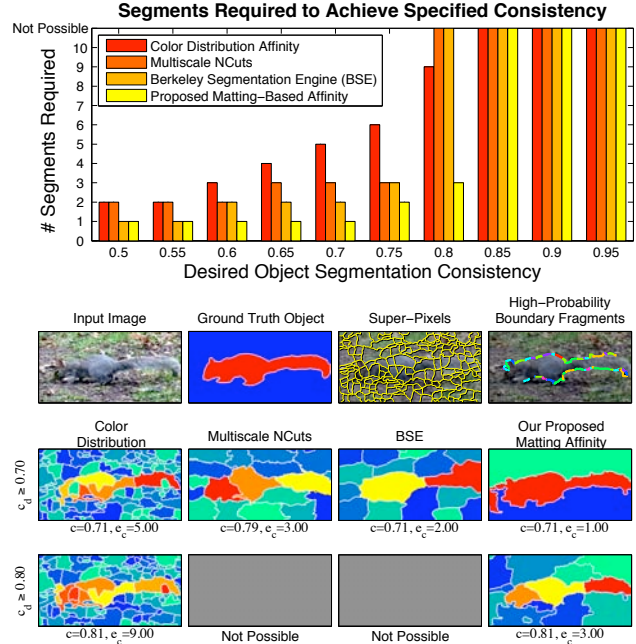 Segments Required to Achieve Specified Consistency
Not Possible
10
9
8
7
6
5
4
3
2
1
0
# Segments Required
Color Distribution Affinity
Multiscale NCuts
Berkeley Segmentation Engine (BSE)
Proposed Matting-Based Affinity
0.5 0.55 0.6 0.65 0.7 0.75 0.8 0.85 0.9 0.95
Desired Object Segmentation Consistency
Input Image
Ground Truth Object
Super-Pixels
High-Probability
Boundary Fragments
Color
Distribution
Multiscale NCuts
BSE
Our Proposed
Matting Affinity
c_d ≥ 0.70
c=0.71, e_c=5.00
c=0.79, e_c=3.00
c=0.71, e_c=2.00
c=0.71, e_c=1.00
c_d ≥ 0.80
c=0.81, e_c=9.00
Not Possible
Not Possible
c=0.81, e_c=3.00